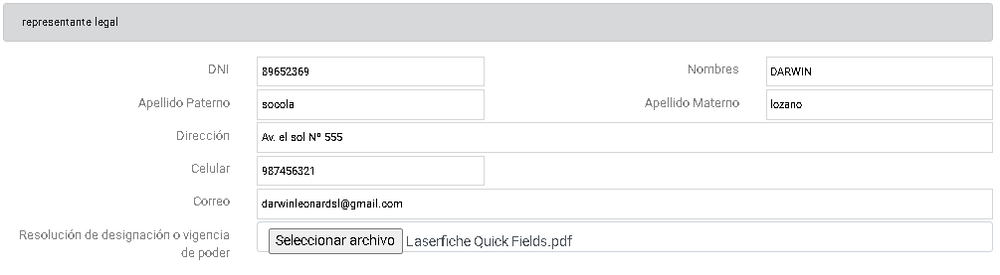 representante legal
DNI 89652369 Nombres DARWIN
Apellido Paterno socola Apellido Materno lozano
Dirección Av. el sol Nº 555
Celular 987456321
Correo darwinleonardsl@gmail.com
Resolución de designación o vigencia
de poder Seleccionar archivo Laserfiche Quick Fields.pdf